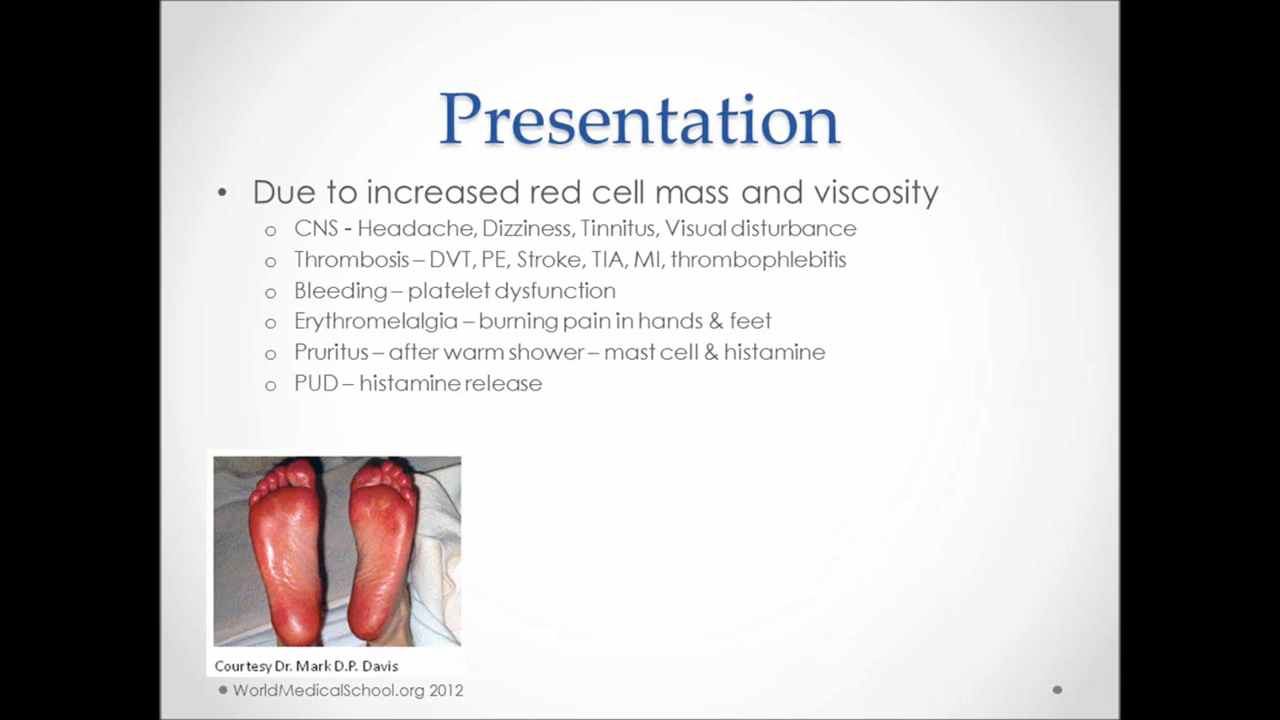 Presentation
• Due to increased red cell mass and viscosity
o CNS - Headache, Dizziness, Tinnitus, Visual disturbance
o Thrombosis – DVT, PE, Stroke, TIA, MI, thrombophlebitis
o Bleeding – platelet dysfunction
o Erythromelalgia – burning pain in hands & feet
o Pruritus – after warm shower – mast cell & histamine
o PUD – histamine release
Courtesy Dr. Mark D.P. Davis
WorldMedicalSchool.org 2012